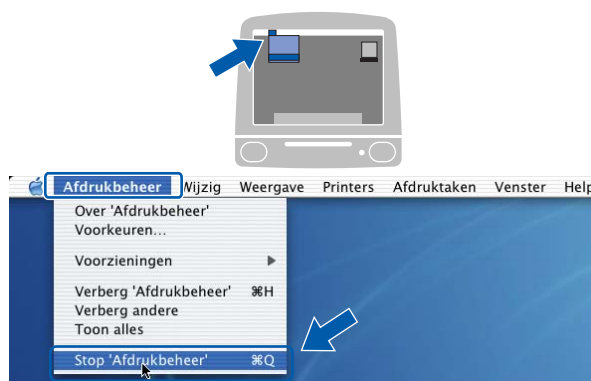 Afdrukbeheer Wijzig Weergave Printers Afdruktaken Venster Help
Over 'Afdrukbeheer'
Voorkeuren...
Voorzieningen
Verberg 'Afdrukbeheer' ⌘H
Verberg andere
Toon alles
Stop 'Afdrukbeheer' ⌘Q